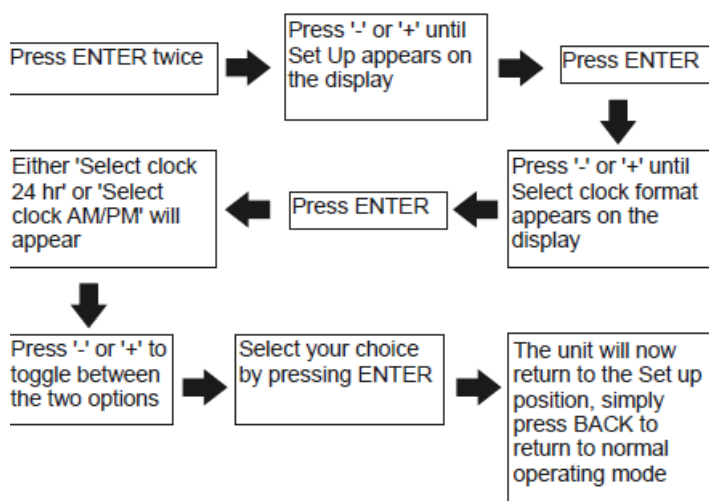 Press ENTER twice
Press '-' or '+' until
Set Up appears on
the display
Press ENTER
Press '-' or '+' until
Select clock format
appears on the
display
Press ENTER
Either 'Select clock
24 hr' or 'Select
clock AM/PM' will
appear
Press '-' or '+' to
toggle between
the two options
Select your choice
by pressing ENTER
The unit will now
return to the Set up
position, simply
press BACK to
return to normal
operating mode